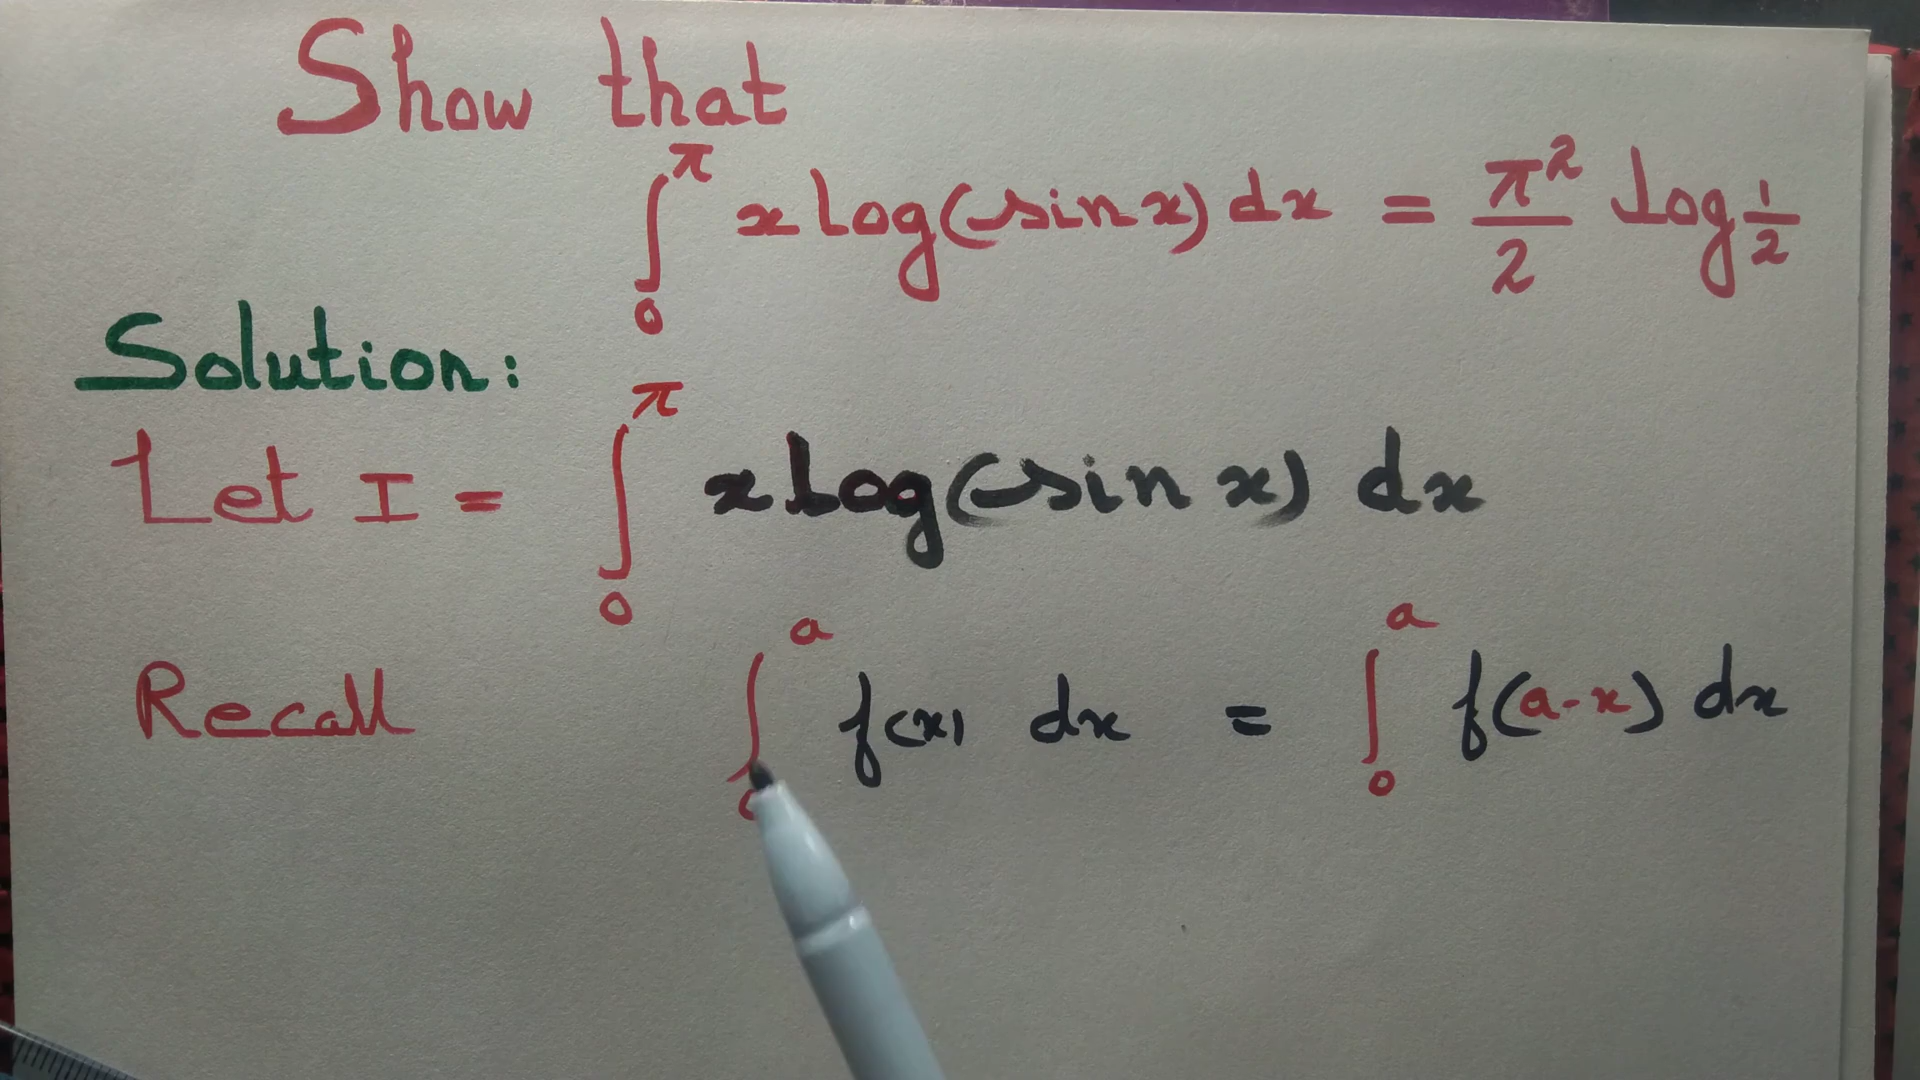 Show that
∫₀^π x log(sin x) dx = π²/2 log 1/2
Solution:
Let I = ∫₀^π x log(sin x) dx
Recall ∫₀^a f(x) dx = ∫₀^a f(a-x) dx